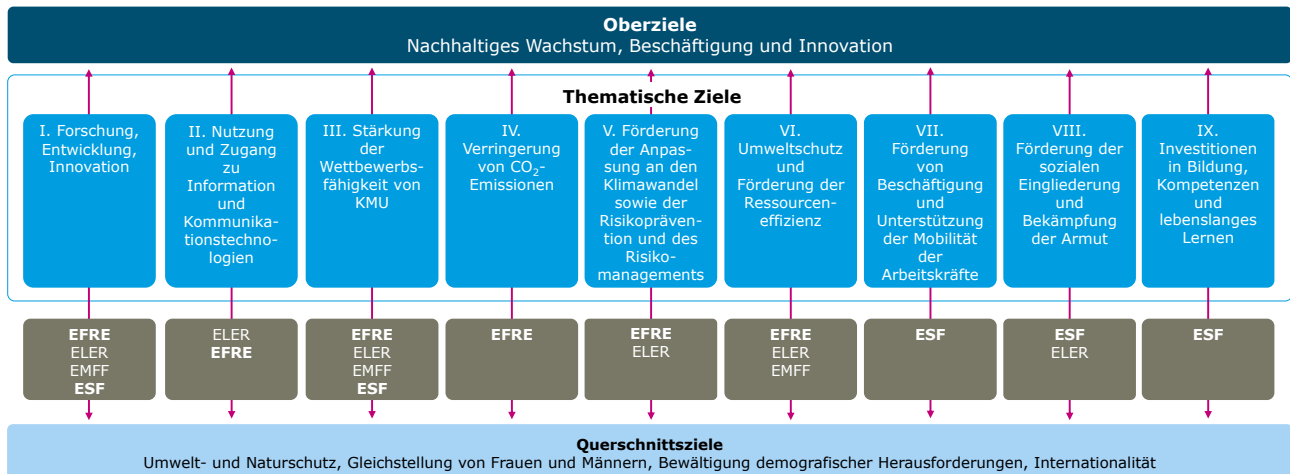 Oberziele
Nachhaltiges Wachstum, Beschäftigung und Innovation
Thematische Ziele
I. Forschung,
Entwicklung,
Innovation
II. Nutzung
und Zugang
zu
Information
und
Kommunika-
tionstechno-
logien
III. Stärkung
der
Wettbewerbs-
fähigkeit von
KMU
IV.
Verringerung
von CO₂-
Emissionen
V. Förderung
der Anpas-
sung an den
Klimawandel
sowie der
Risikopräven-
tion und des
Risiko-
managements
VI.
Umweltschutz
und
Förderung der
Ressourcen-
effizienz
VII.
Förderung
von
Beschäftigung
und
Unterstützung
der Mobilität
der
Arbeitskräfte
VIII.
Förderung der
sozialen
Eingliederung
und
Bekämpfung
der Armut
IX.
Investitionen
in Bildung,
Kompetenzen
und
lebenslanges
Lernen
EFRE
ELER
EMFF
ESF
ELER
EFRE
EFRE
ELER
EMFF
ESF
EFRE
EFRE
ELER
EFRE
ELER
EMFF
ESF
ESF
ELER
ESF
Querschnittsziele
Umwelt- und Naturschutz, Gleichstellung von Frauen und Männern, Bewältigung demografischer Herausforderungen, Internationalität